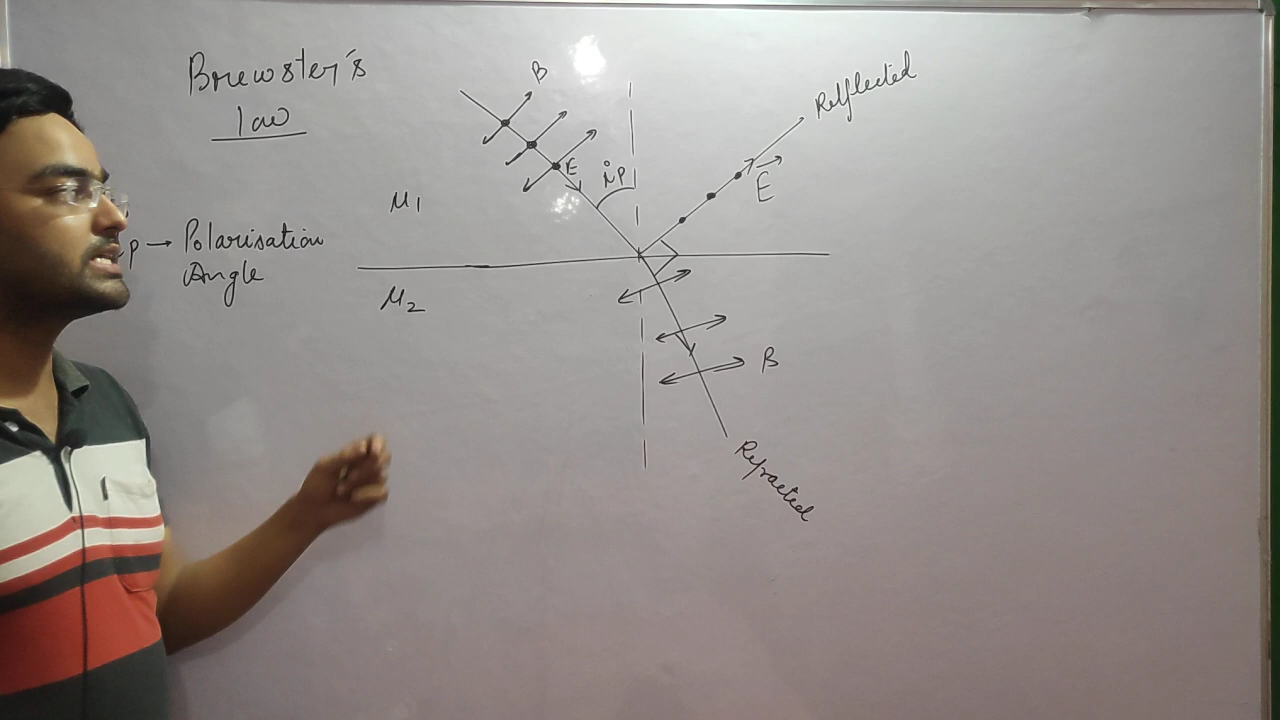 Brewster's
law
B
E
ip
μ1
μ2
p → Polarisation
Angle
Relflected
E
B
Refracted